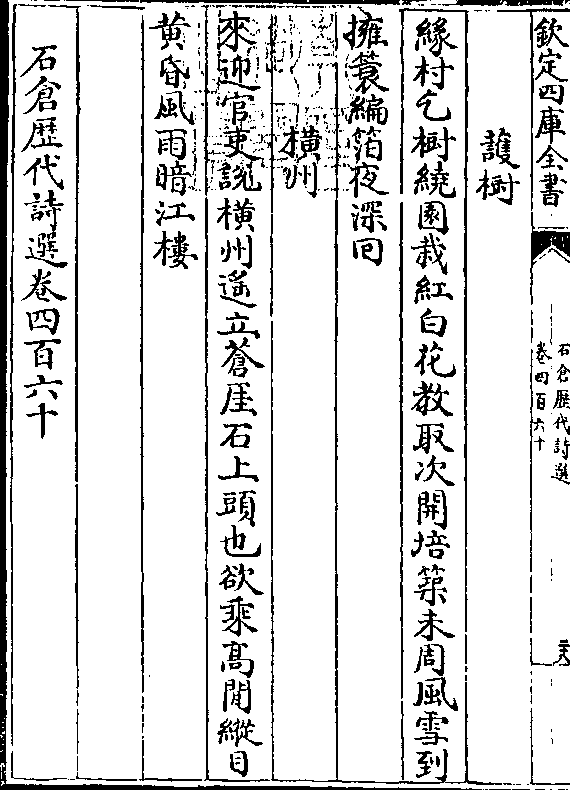 欽定四庫全書
石倉歷代詩選
卷四百六十
護樹
緣村乞樹繞園栽紅白花教取次開培築未周風雪到
擁蓑編箔夜深回
橫州
來迎官吏説橫州遥立蒼厓石上頭也欲乘髙閒縱目
黄昏風雨暗江樓
石倉歷代詩選卷四百六十